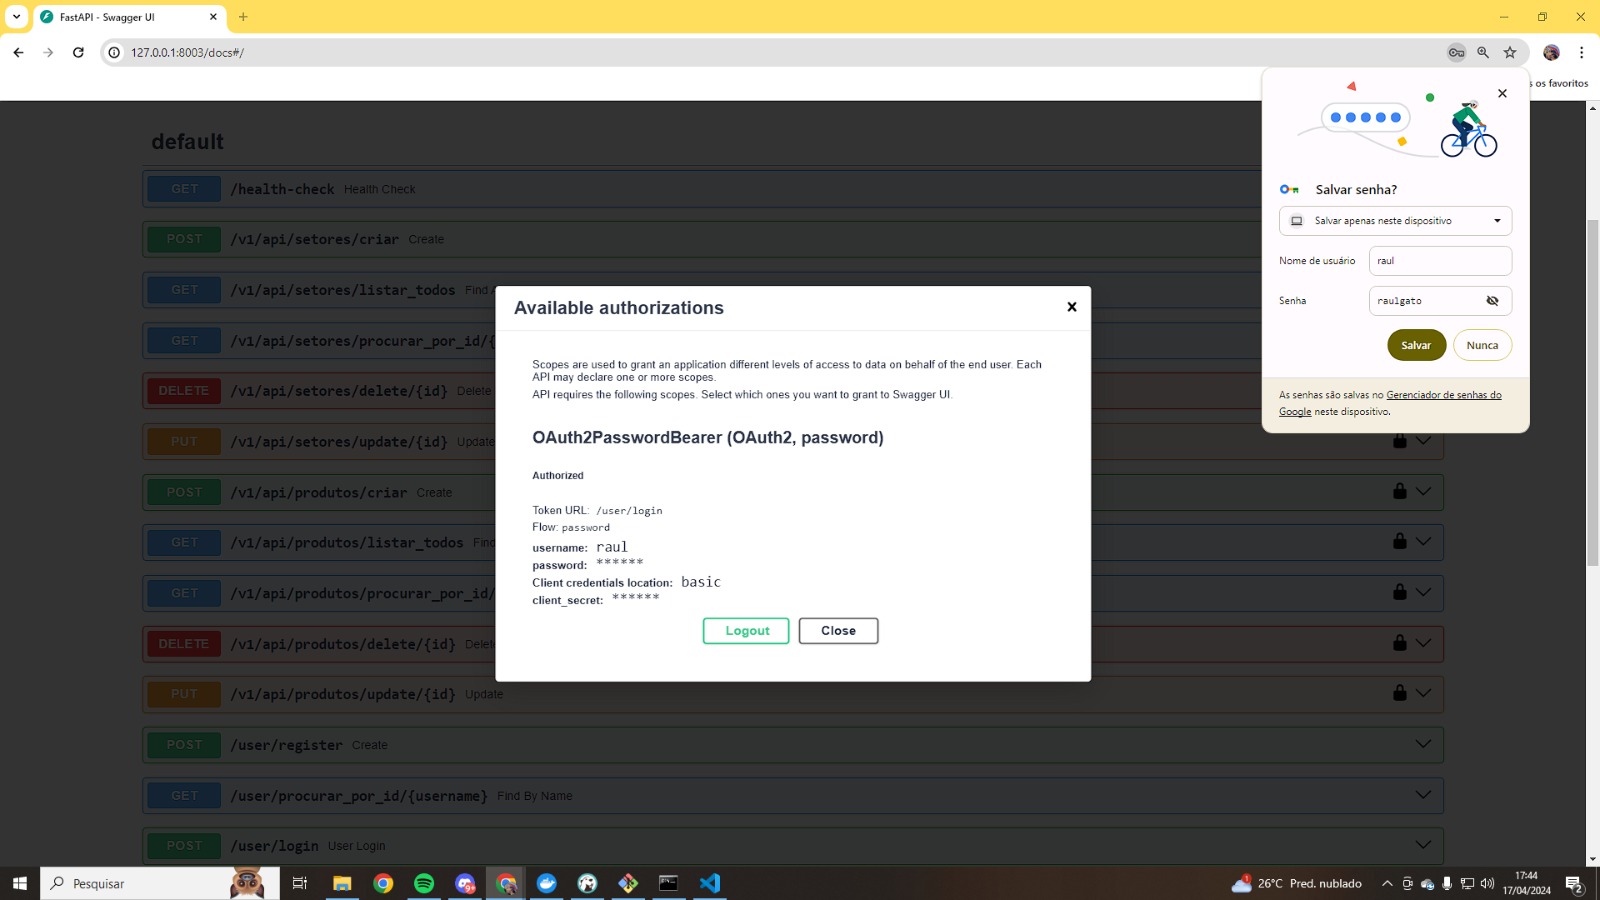 FastAPI - Swagger UI
127.0.0.1:8003/docs#/
s os favoritos
default
GET /health-check Health Check
POST /v1/api/setores/criar Create
GET /v1/api/setores/listar_todos Find
GET /v1/api/setores/procurar_por_id/{
DELETE /v1/api/setores/delete/{id} Delete
PUT /v1/api/setores/update/{id} Update
POST /v1/api/produtos/criar Create
GET /v1/api/produtos/listar_todos Find
GET /v1/api/produtos/procurar_por_id/
DELETE /v1/api/produtos/delete/{id} Delete
PUT /v1/api/produtos/update/{id} Update
POST /user/register Create
GET /user/procurar_por_id/{username} Find By Name
POST /user/login User Login
Available authorizations
Scopes are used to grant an application different levels of access to data on behalf of the end user. Each
API may declare one or more scopes.
API requires the following scopes. Select which ones you want to grant to Swagger UI.
OAuth2PasswordBearer (OAuth2, password)
Authorized
Token URL: /user/login
Flow: password
username: raul
password: ******
Client credentials location: basic
client_secret: ******
Logout Close
Salvar senha?
Salvar apenas neste dispositivo
Nome de usuário raul
Senha raulgato
Salvar Nunca
As senhas são salvas no Gerenciador de senhas do
Google neste dispositivo.
Pesquisar
26°C Pred. nublado
17:44
17/04/2024
2